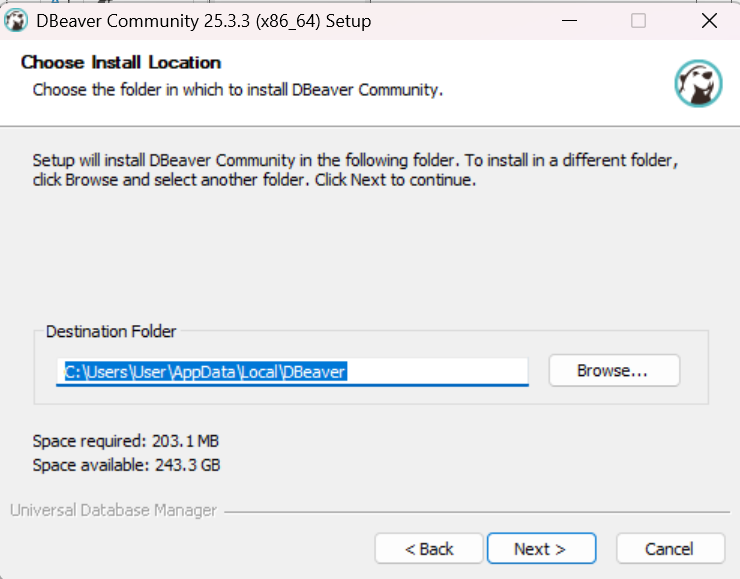 DBeaver Community 25.3.3 (x86_64) Setup
Choose Install Location
Choose the folder in which to install DBeaver Community.
Setup will install DBeaver Community in the following folder. To install in a different folder,
click Browse and select another folder. Click Next to continue.
Destination Folder
C:\Users\User\AppData\Local\DBeaver
Browse...
Space required: 203.1 MB
Space available: 243.3 GB
Universal Database Manager
< Back
Next >
Cancel